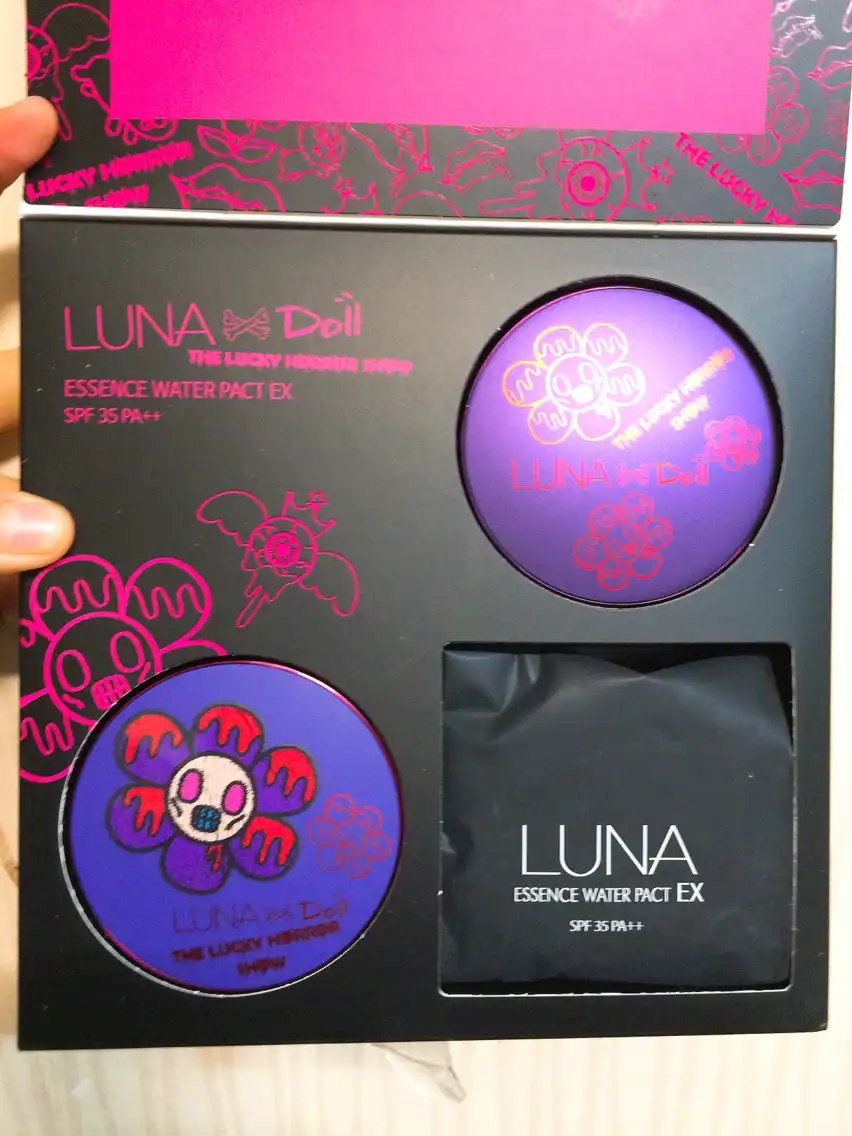 THE LUCKY HORROR
SHOW
THE LUCKY H
LUNA Doll
THE LUCKY HORROR SHOW
ESSENCE WATER PACT EX
SPF 35 PA++
THE LUCKY HORROR
SHOW
LUNA Doll
LUNA Doll
THE LUCKY HORROR
SHOW
LUNA
ESSENCE WATER PACT EX
SPF 35 PA++